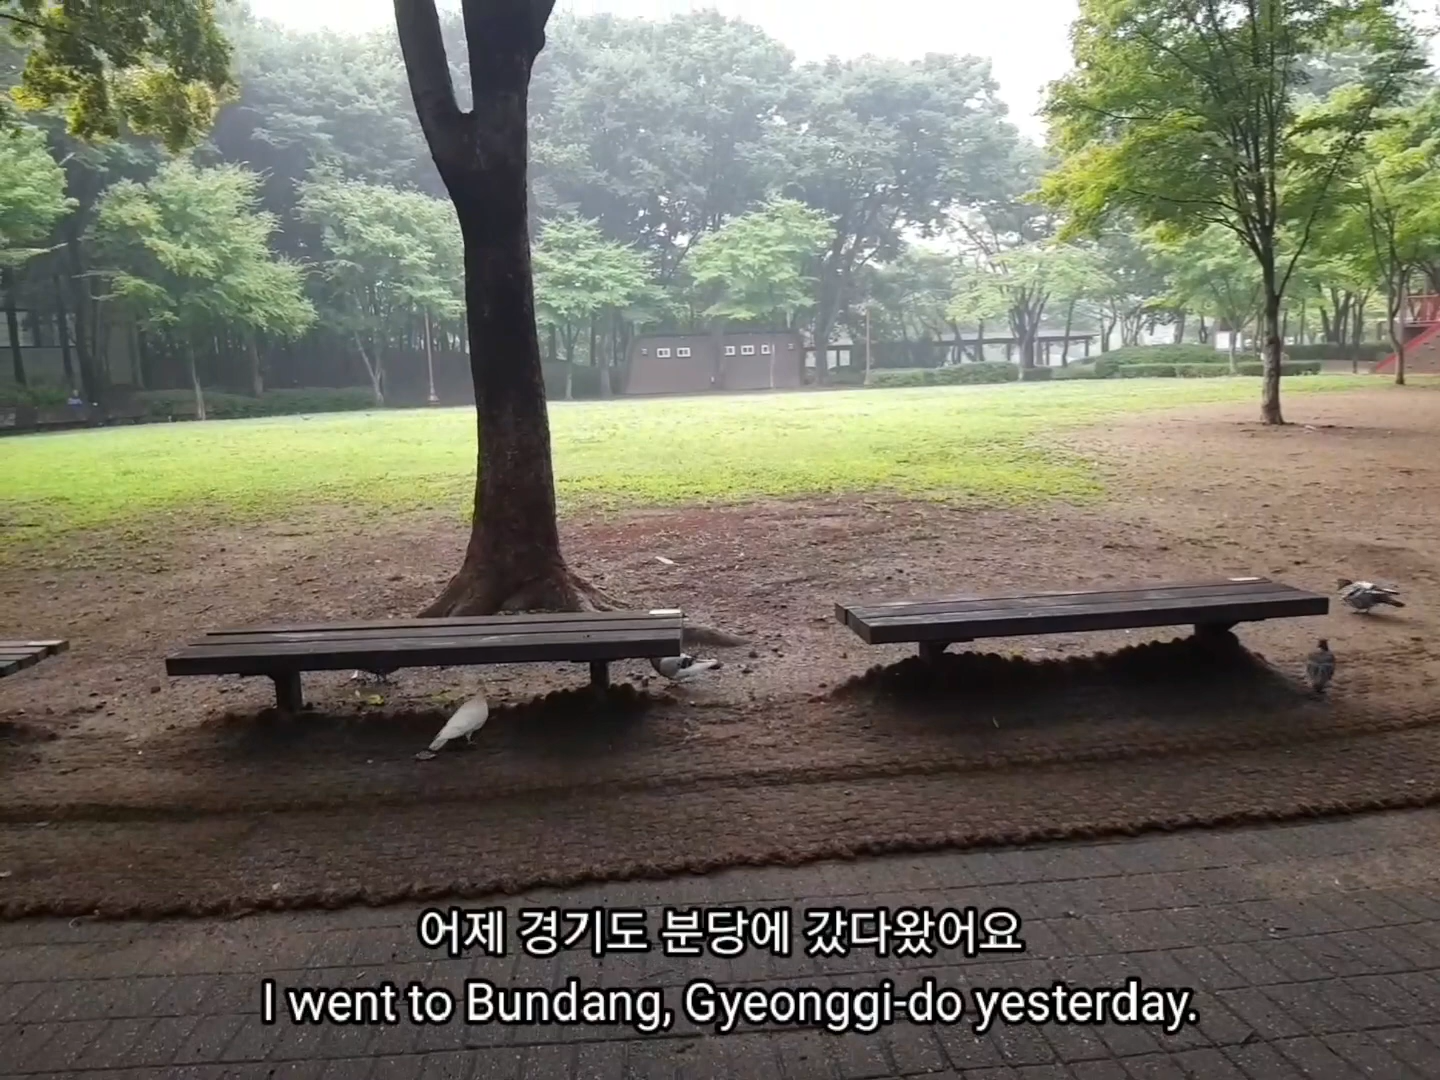 어제 경기도 분당에 갔다왔어요
I went to Bundang, Gyeonggi-do yesterday.